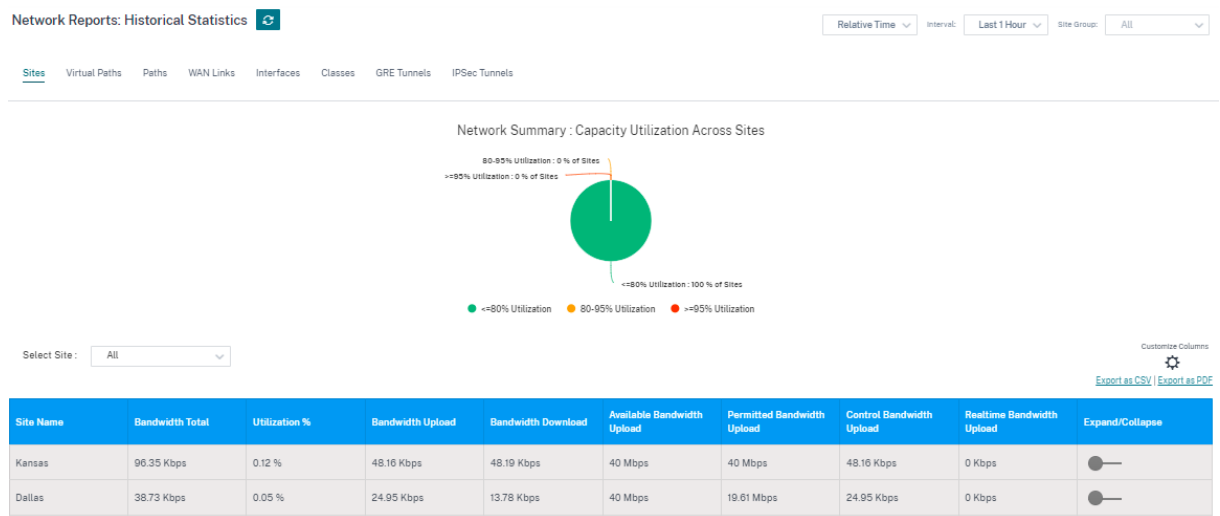 Network Reports: Historical Statistics
Relative Time Interval: Last 1 Hour Site Group: All
Sites Virtual Paths Paths WAN Links Interfaces Classes GRE Tunnels IPSec Tunnels
Network Summary : Capacity Utilization Across Sites
80-95% Utilization : 0 % of Sites
>=95% Utilization : 0 % of Sites
<=80% Utilization : 100 % of Sites
<=80% Utilization 80-95% Utilization >=95% Utilization
Customize Columns
Select Site : All
Export as CSV | Export as PDF
Site Name Bandwidth Total Utilization % Bandwidth Upload Bandwidth Download Available Bandwidth Upload Permitted Bandwidth Upload Control Bandwidth Upload Realtime Bandwidth Upload Expand/Collapse
Kansas 96.35 Kbps 0.12 % 48.16 Kbps 48.19 Kbps 40 Mbps 40 Mbps 48.16 Kbps 0 Kbps
Dallas 38.73 Kbps 0.05 % 24.95 Kbps 13.78 Kbps 40 Mbps 19.61 Mbps 24.95 Kbps 0 Kbps